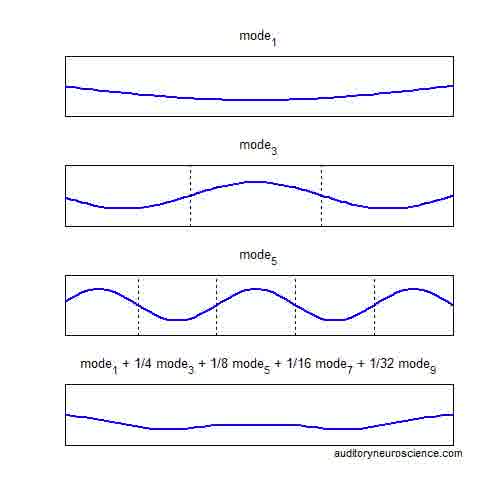 mode1
mode3
mode5
mode1 + 1/4 mode3 + 1/8 mode5 + 1/16 mode7 + 1/32 mode9
auditoryneuroscience.com